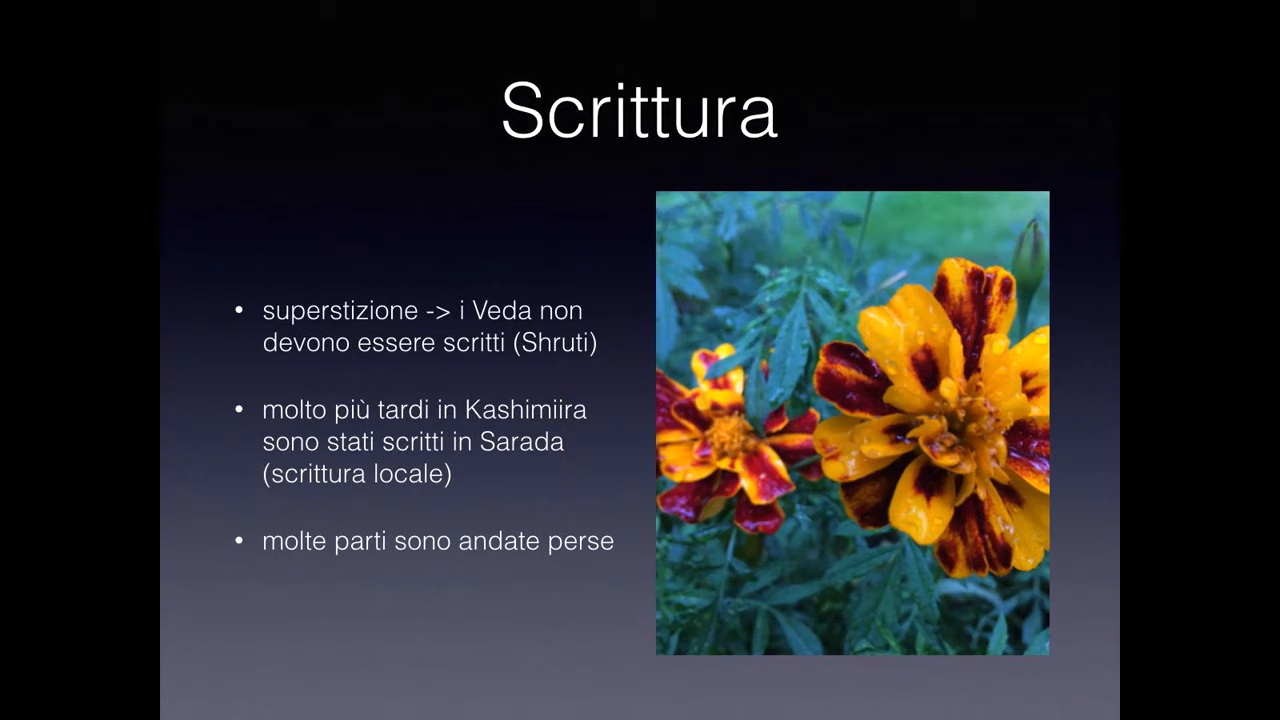 Scrittura
• superstizione -> i Veda non
devono essere scritti (Shruti)
• molto più tardi in Kashimiira
sono stati scritti in Sarada
(scrittura locale)
• molte parti sono andate perse